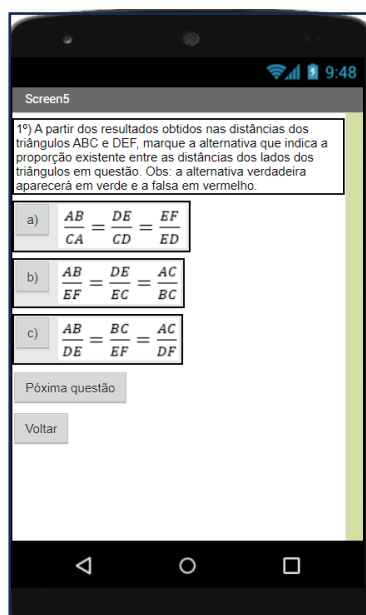 9:48
Screen5
1º) A partir dos resultados obtidos nas distâncias dos
triângulos ABC e DEF, marque a alternativa que indica a
proporção existente entre as distâncias dos lados dos
triângulos em questão. Obs: a alternativa verdadeira
aparecerá em verde e a falsa em vermelho.
a) AB/CA = DE/CD = EF/ED
b) AB/EF = DE/EC = AC/BC
c) AB/DE = BC/EF = AC/DF
Póxima questão
Voltar